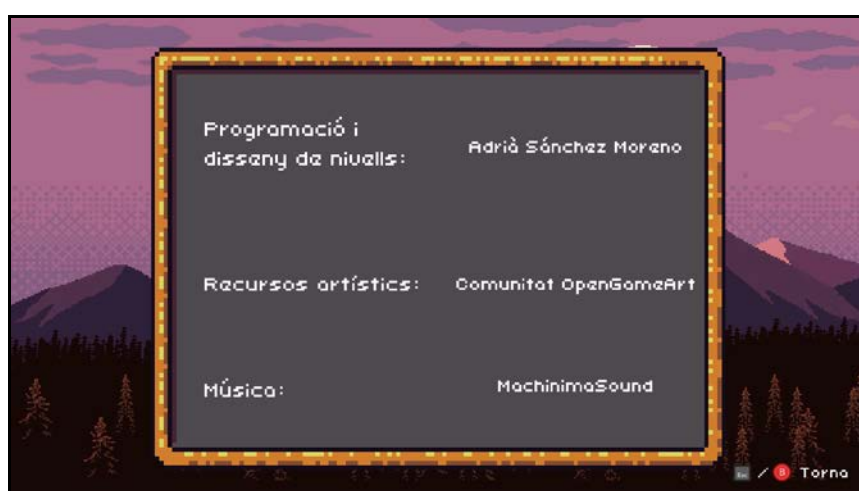 Programació i
disseny de nivells:
Adrià Sánchez Moreno
Recursos artístics:
Comunitat OpenGameArt
Música:
MachinimaSound
/ B Torna